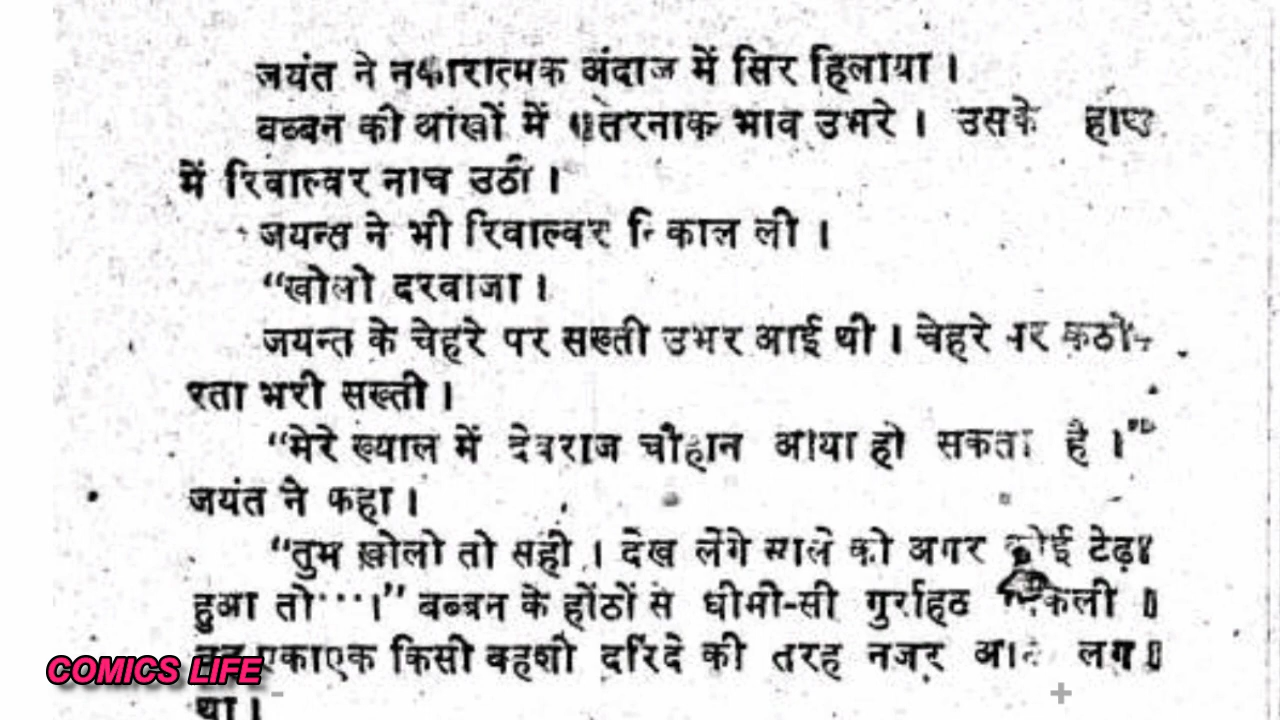 जयंत ने नकारात्मक अंदाज में सिर हिलाया ।
बब्बन की आंखों में खतरनाक भाव उभरे । उसके हाथ
में रिवाल्वर नाच उठी ।
जयन्त ने भी रिवाल्वर निकाल ली ।
“खोलो दरवाजा ।
जयन्त के चेहरे पर सख्ती उभर आई थी । चेहरे पर कठो-
रता भरी सख्ती ।
“मेरे ख्याल में देवराज चौहान आया हो सकता है ।”
जयंत ने कहा ।
“तुम खोलो तो सही । देख लेंगे साले को अगर कोई टेढ़ा
हुआ तो····।” बब्बन के होंठों से धीमी-सी गुर्राहठ निकली ।
एकाएक किसी वहशी दरिंदे की तरह नजर आने लगा
था ।
COMICS LIFE